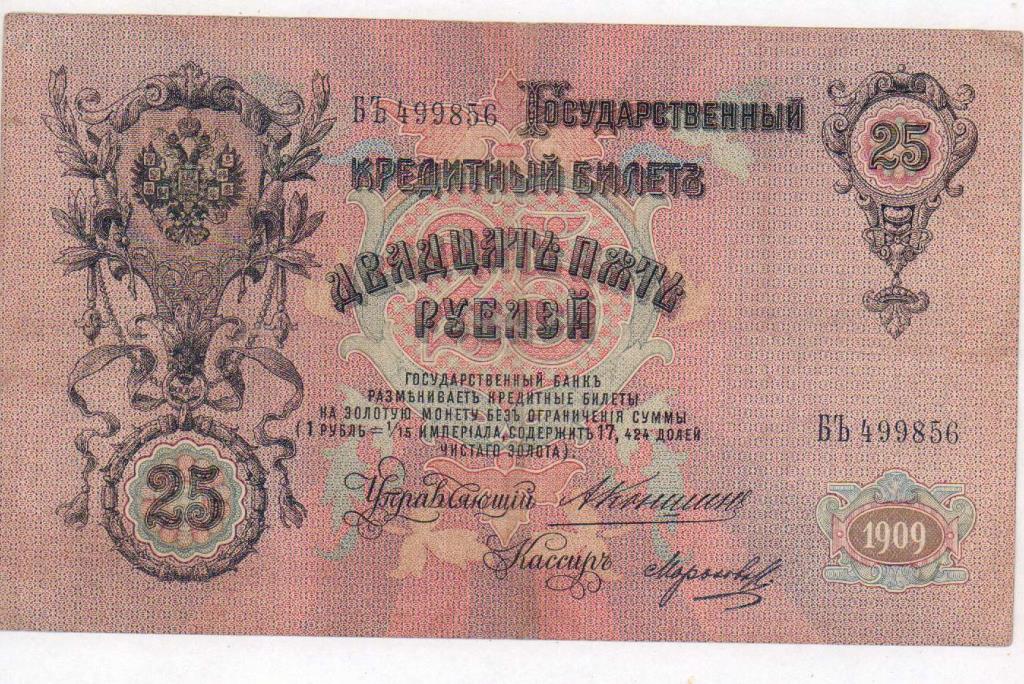 БЪ 499856
Государственный
кредитный билетъ
двадцать пять
рублей
25
25
25
ГОСУДАРСТВЕННЫЙ БАНКЪ
РАЗМѢНИВАЕТЪ КРЕДИТНЫЕ БИЛЕТЫ
НА ЗОЛОТУЮ МОНЕТУ БЕЗЪ ОГРАНИЧЕНІЯ СУММЫ
(1 РУБЛЬ = 1/15 ИМПЕРІАЛА, СОДЕРЖИТЪ 17,424 ДОЛЕЙ
ЧИСТАГО ЗОЛОТА).
БЪ 499856
Управляющій АКоншинъ
Кассиръ
1909